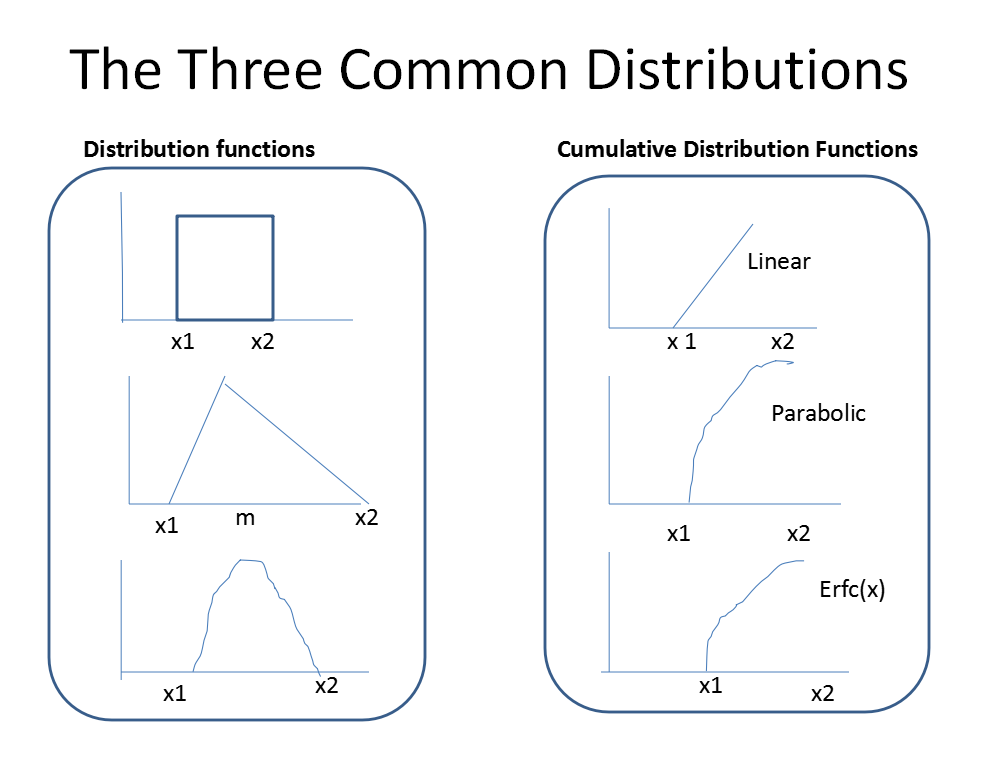 The Three Common Distributions
Distribution functions
x1 x2
x1 m x2
x1 x2
Cumulative Distribution Functions
Linear
x 1 x2
Parabolic
x1 x2
Erfc(x)
x1 x2